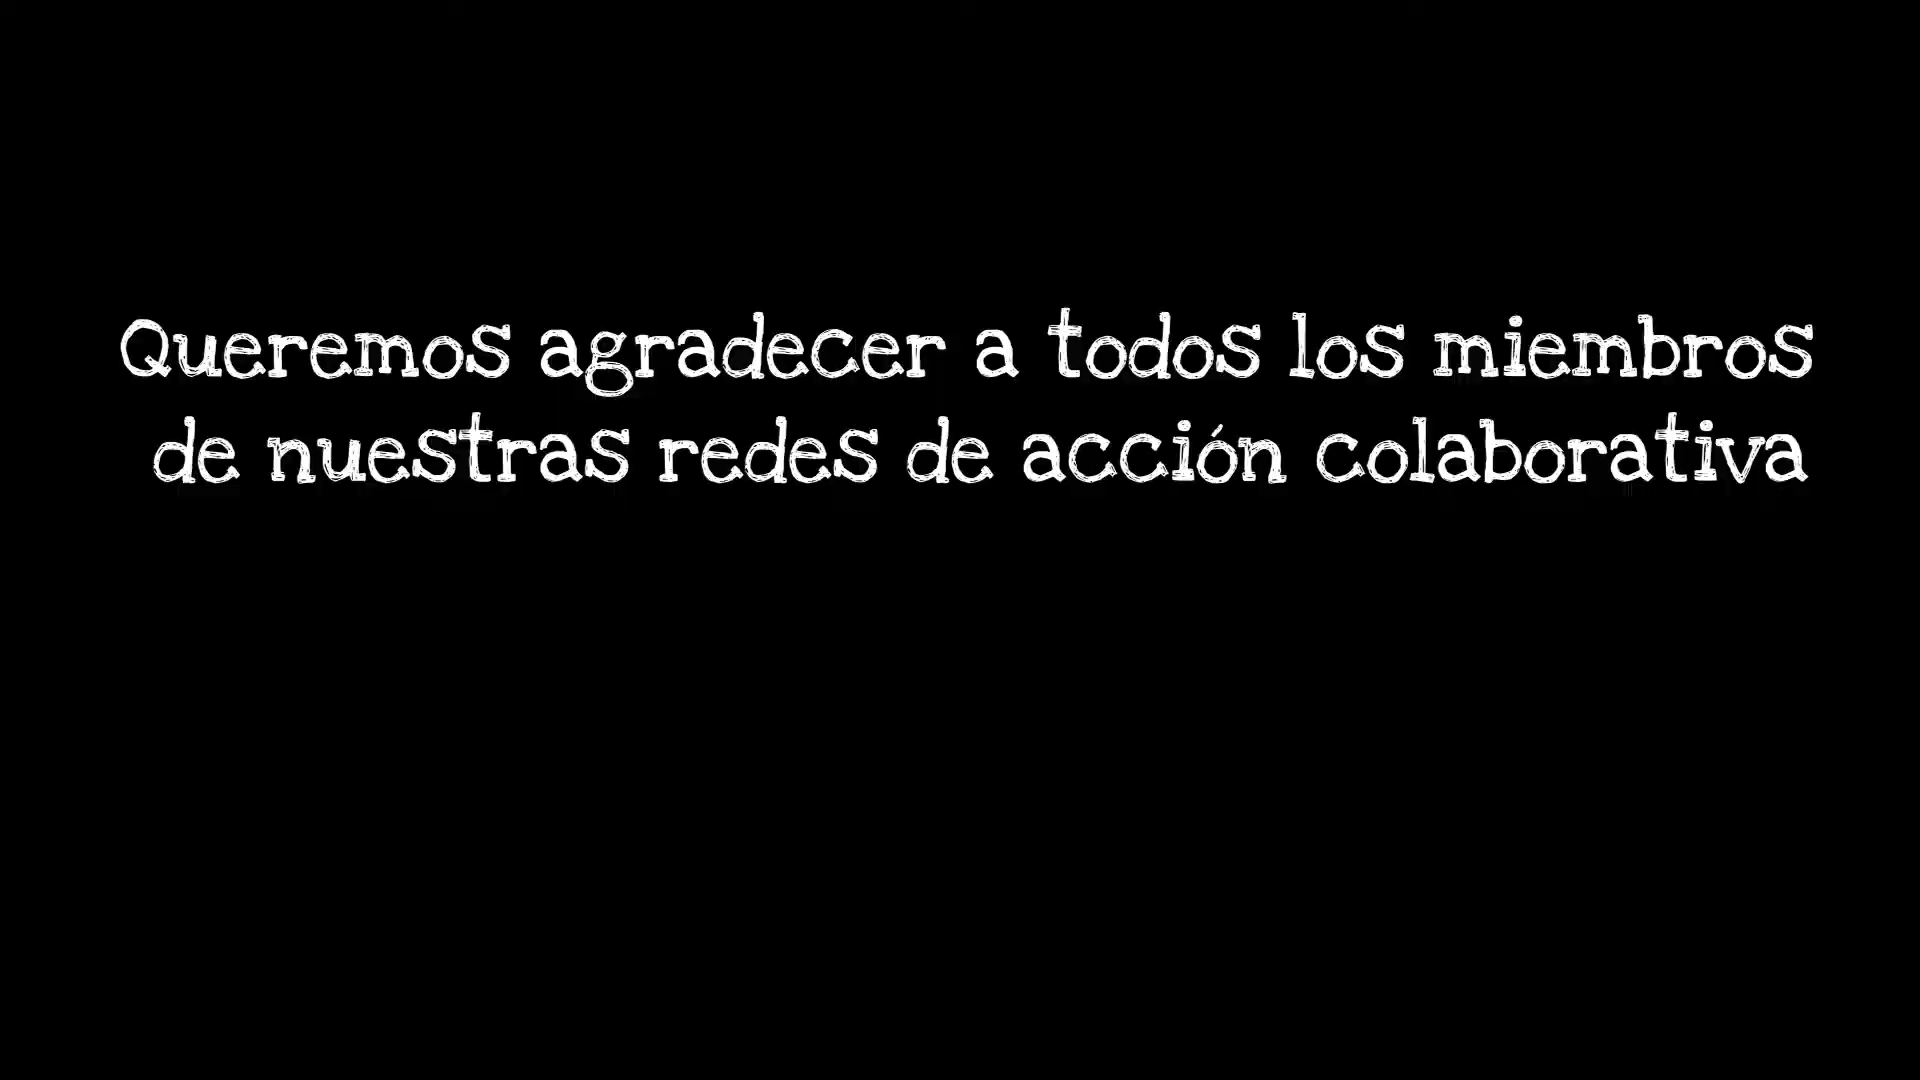 Queremos agradecer a todos los miembros
de nuestras redes de acción colaborativa